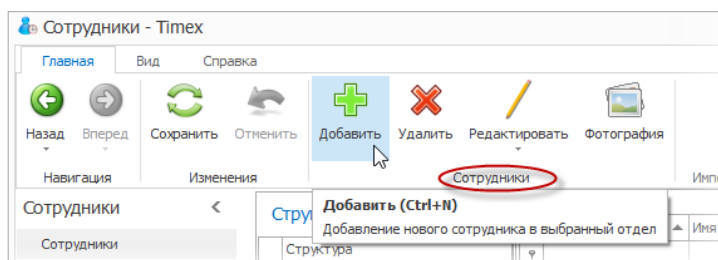 Сотрудники - Timex
Главная Вид Справка
Назад Вперед Сохранить Отменить Добавить Удалить Редактировать Фотография
Навигация Изменения Сотрудники
Сотрудники < Добавить (Ctrl+N)
Добавление нового сотрудника в выбранный отдел Имя
Сотрудники Структура